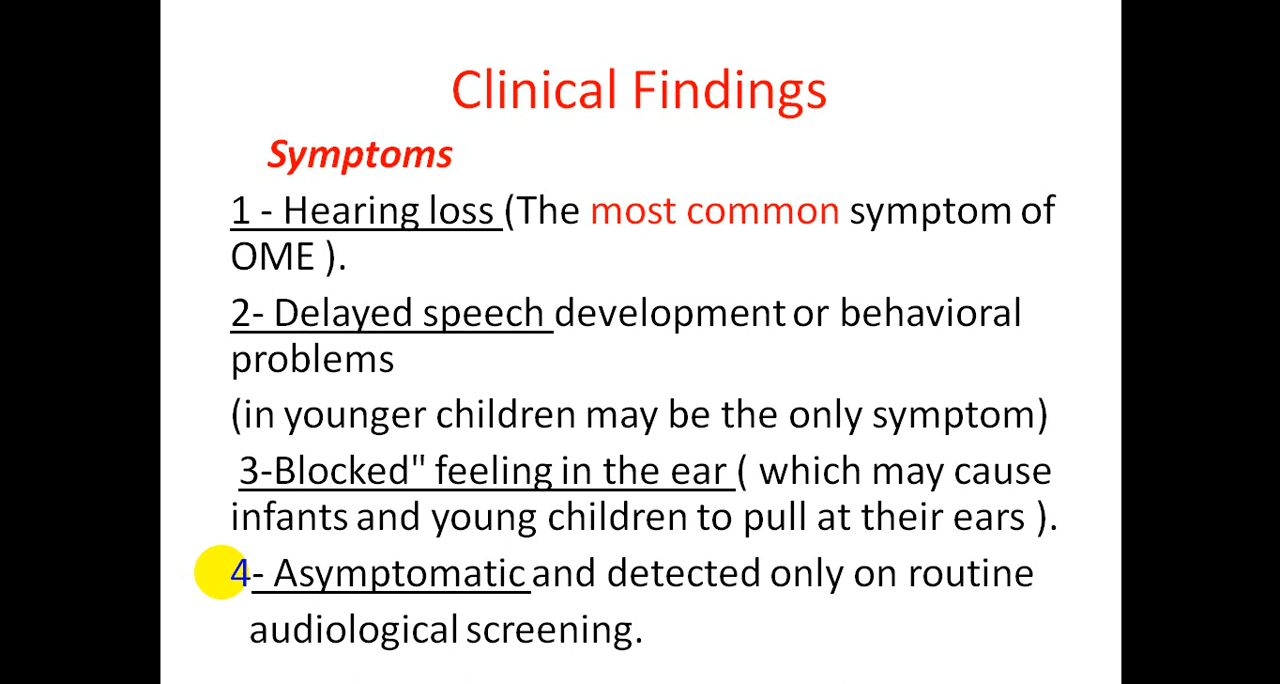 Clinical Findings
Symptoms
1 - Hearing loss (The most common symptom of
OME ).
2- Delayed speech development or behavioral
problems
(in younger children may be the only symptom)
3-Blocked" feeling in the ear ( which may cause
infants and young children to pull at their ears ).
4- Asymptomatic and detected only on routine
audiological screening.